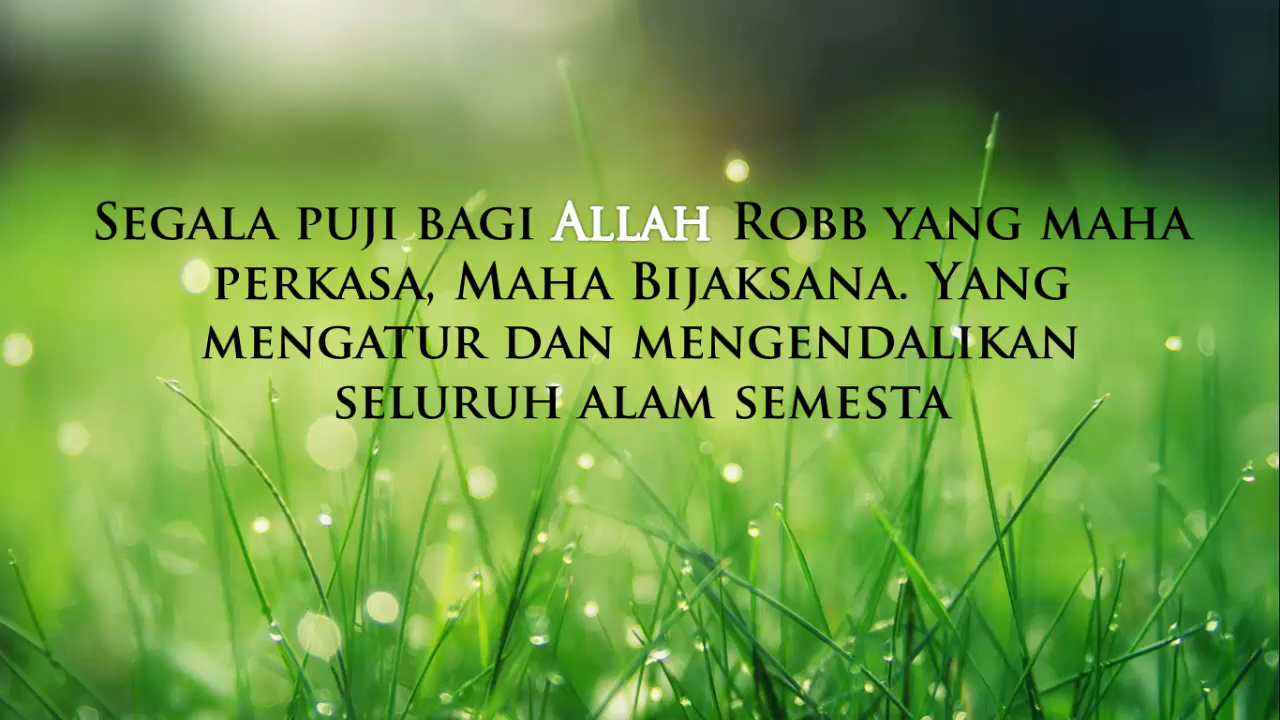 Segala puji bagi Allah Robb yang maha
perkasa, Maha Bijaksana. Yang
mengatur dan mengendalikan
seluruh alam semesta